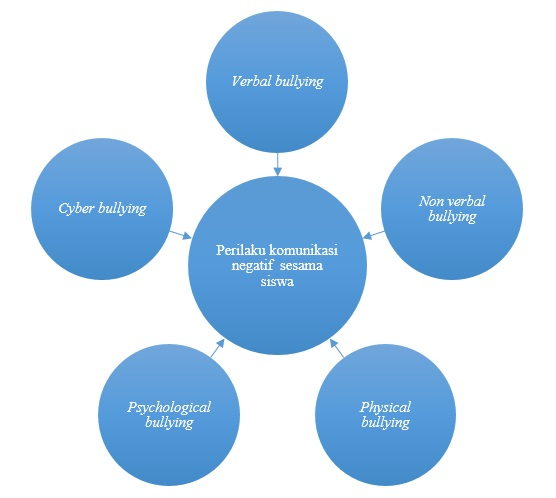 Verbal bullying
Cyber bullying
Non verbal
bullying
Perilaku komunikasi
negatif sesama
siswa
Psychological
bullying
Physical
bullying